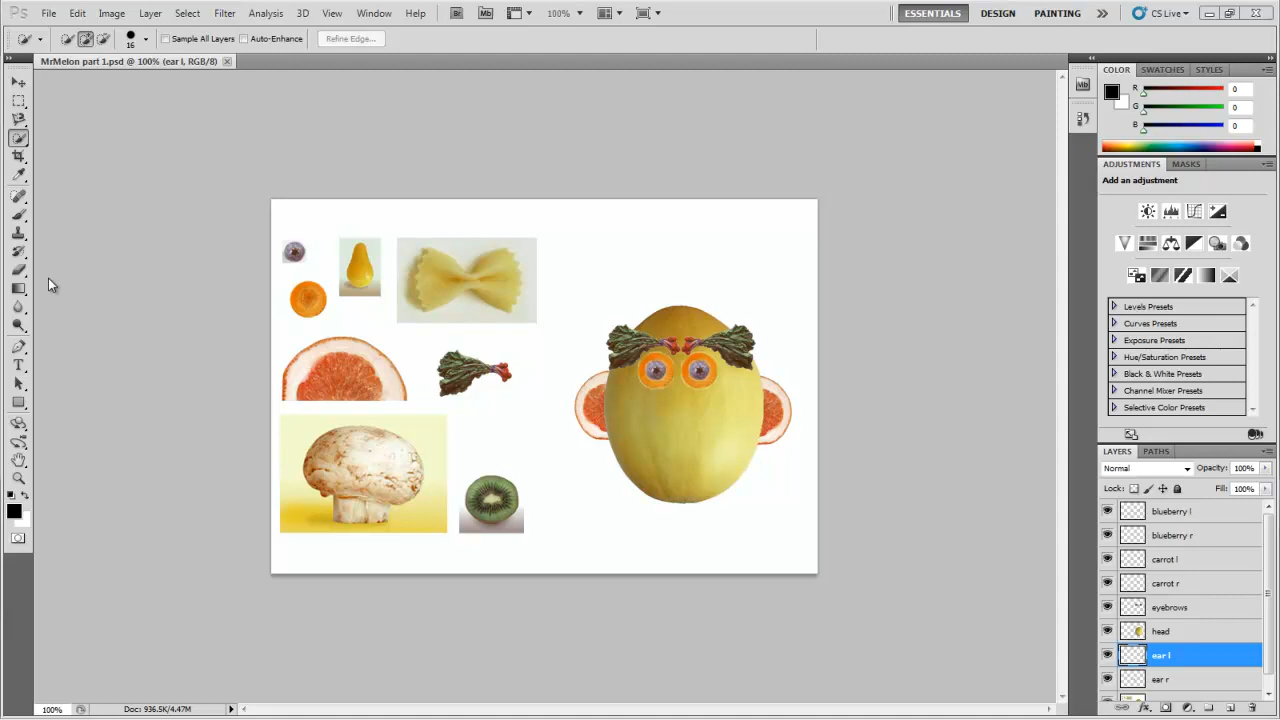 Ps File Edit Image Layer Select Filter Analysis 3D View Window Help Br Mb 100% ESSENTIALS DESIGN PAINTING CS Live
16 Sample All Layers Auto-Enhance Refine Edge...
MrMelon part 1.psd @ 100% (ear l, RGB/8)
COLOR SWATCHES STYLES
R 0
G 0
B 0
ADJUSTMENTS MASKS
Add an adjustment
Levels Presets
Curves Presets
Exposure Presets
Hue/Saturation Presets
Black & White Presets
Channel Mixer Presets
Selective Color Presets
LAYERS PATHS
Normal Opacity: 100%
Lock: Fill: 100%
blueberry l
blueberry r
carrot l
carrot r
eyebrows
head
ear l
ear r
100% Doc: 936.5K/4.47M